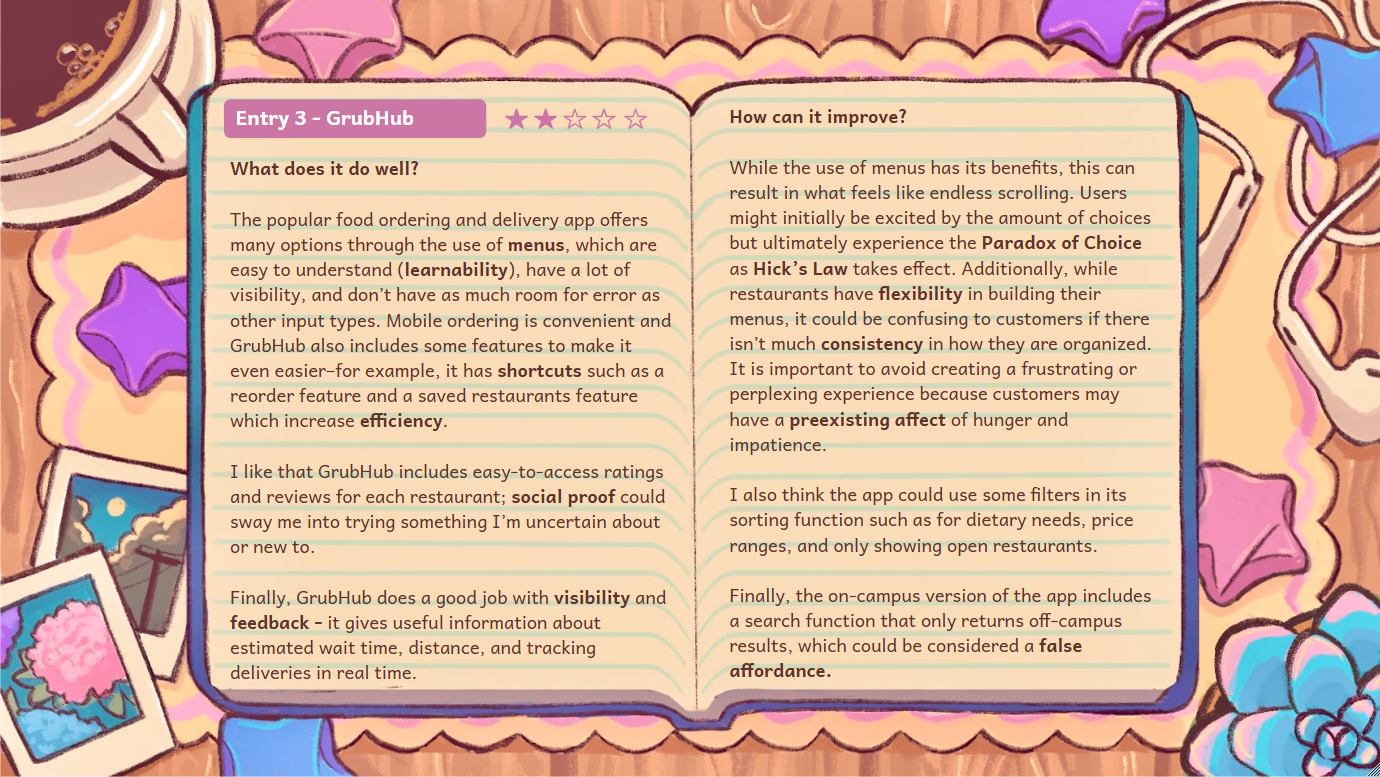 Entry 3 - GrubHub
What does it do well?
The popular food ordering and delivery app offers
many options through the use of menus, which are
easy to understand (learnability), have a lot of
visibility, and don't have as much room for error as
other input types. Mobile ordering is convenient and
GrubHub also includes some features to make it
even easier–for example, it has shortcuts such as a
reorder feature and a saved restaurants feature
which increase efficiency.
I like that GrubHub includes easy-to-access ratings
and reviews for each restaurant; social proof could
sway me into trying something I'm uncertain about
or new to.
Finally, GrubHub does a good job with visibility and
feedback - it gives useful information about
estimated wait time, distance, and tracking
deliveries in real time.
How can it improve?
While the use of menus has its benefits, this can
result in what feels like endless scrolling. Users
might initially be excited by the amount of choices
but ultimately experience the Paradox of Choice
as Hick's Law takes effect. Additionally, while
restaurants have flexibility in building their
menus, it could be confusing to customers if there
isn't much consistency in how they are organized.
It is important to avoid creating a frustrating or
perplexing experience because customers may
have a preexisting affect of hunger and
impatience.
I also think the app could use some filters in its
sorting function such as for dietary needs, price
ranges, and only showing open restaurants.
Finally, the on-campus version of the app includes
a search function that only returns off-campus
results, which could be considered a false
affordance.